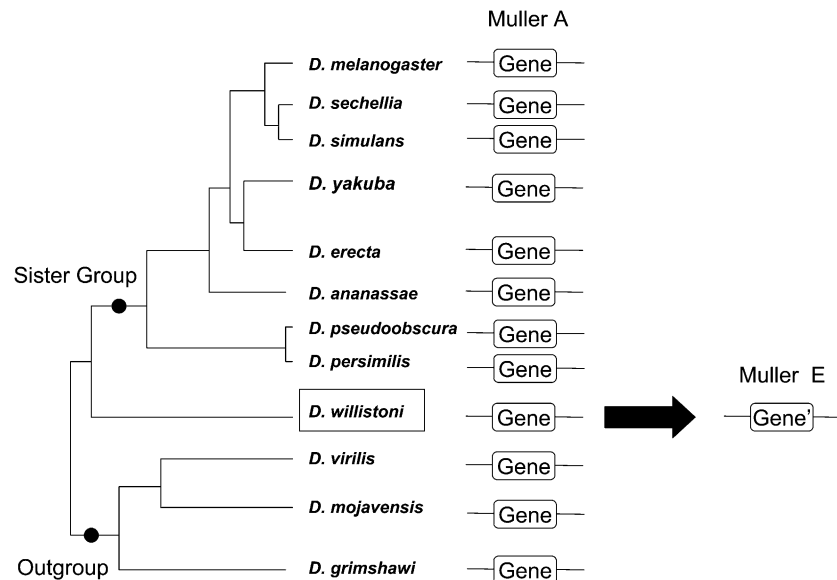 Muller A
D. melanogaster Gene
D. sechellia Gene
D. simulans Gene
D. yakuba Gene
D. erecta Gene
Sister Group
D. ananassae Gene
D. pseudoobscura Gene
D. persimilis Gene
Muller E
D. willistoni Gene Gene'
D. virilis Gene
D. mojavensis Gene
Outgroup
D. grimshawi Gene